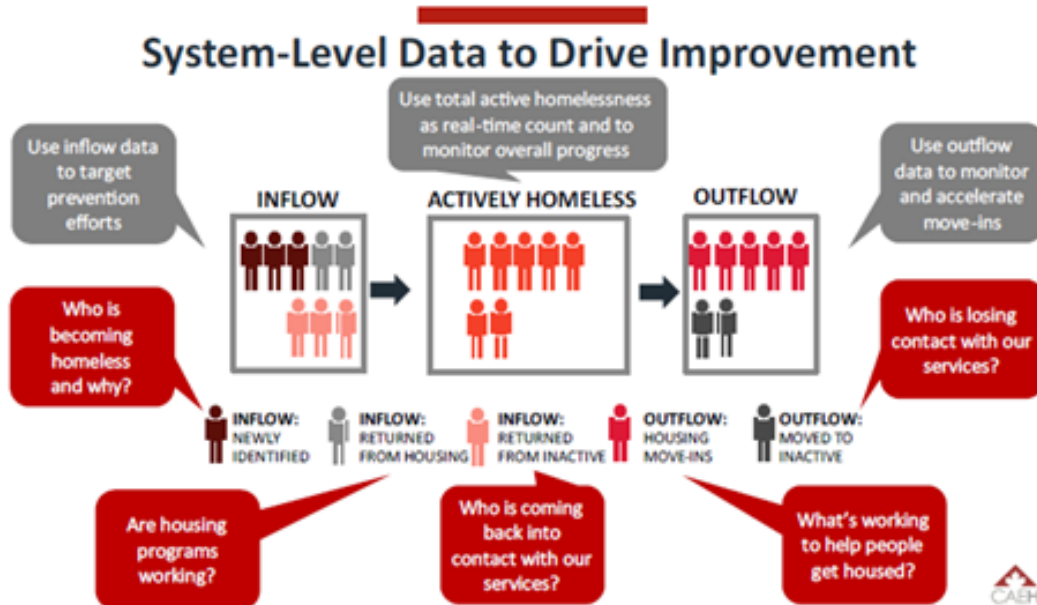 System-Level Data to Drive Improvement
Use total active homelessness
as real-time count and to
monitor overall progress
Use inflow data
to target
prevention
efforts
Use outflow
data to monitor
and accelerate
move-ins
INFLOW
ACTIVELY HOMELESS
OUTFLOW
Who is
becoming
homeless
and why?
Who is losing
contact with our
services?
INFLOW:
NEWLY
IDENTIFIED
INFLOW:
RETURNED
FROM HOUSING
INFLOW:
RETURNED
FROM INACTIVE
OUTFLOW:
HOUSING
MOVE-INS
OUTFLOW:
MOVED TO
INACTIVE
Are housing
programs
working?
Who is coming
back into
contact with our
services?
What's working
to help people
get housed?
CAEH